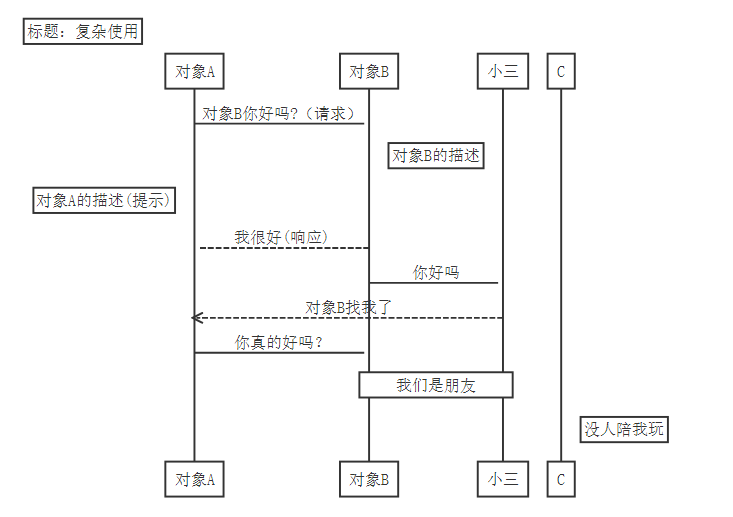 标题：复杂使用
对象A
对象B
小三
C
对象B你好吗?（请求）
对象B的描述
对象A的描述(提示)
我很好(响应)
你好吗
对象B找我了
你真的好吗？
我们是朋友
没人陪我玩
对象A
对象B
小三
C